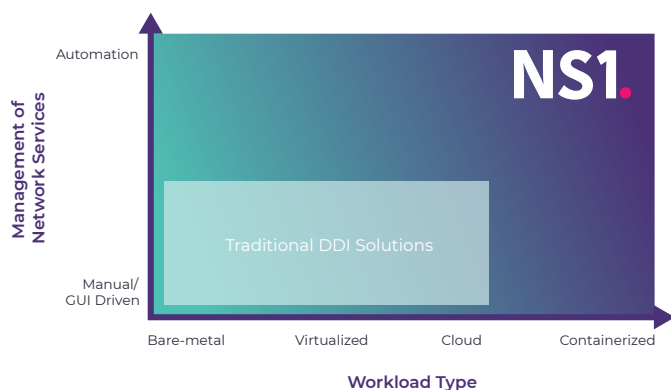 Automation
NS1.
Management of
Network Services
Traditional DDI Solutions
Manual/
GUI Driven
Bare-metal
Virtualized
Cloud
Containerized
Workload Type